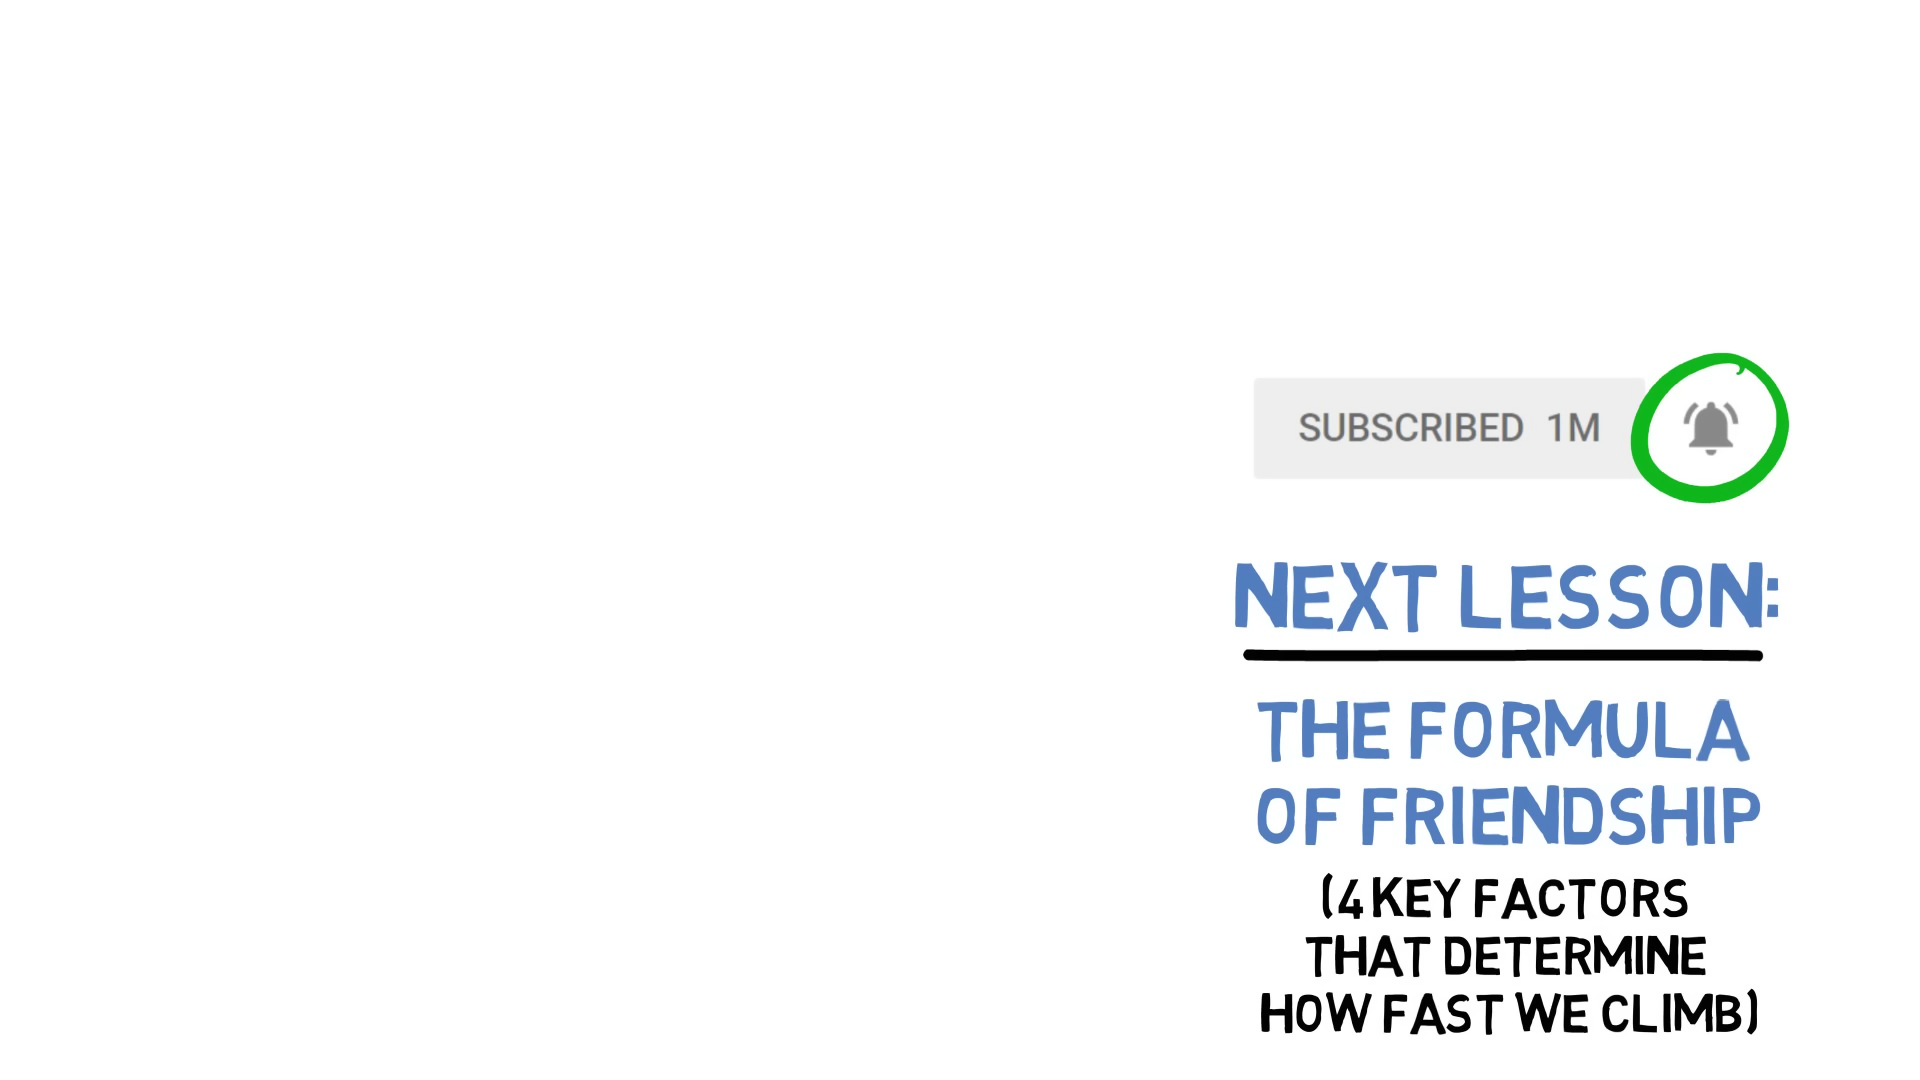 SUBSCRIBED 1M
NEXT LESSON:
THE FORMULA
OF FRIENDSHIP
(4 KEY FACTORS
THAT DETERMINE
HOW FAST WE CLIMB)